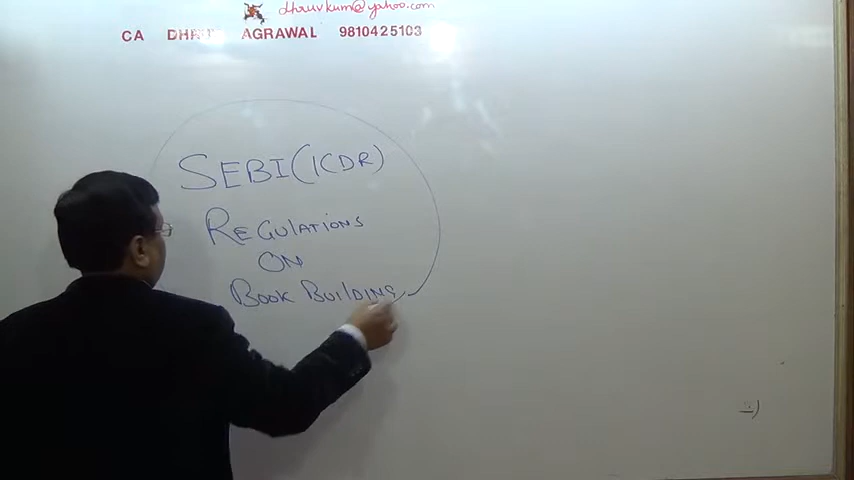 dhruvkum@yahoo.com
CA AGRAWAL 9810425103
SEBI (ICDR)
REGULATIONS
ON
BOOK BUILDING